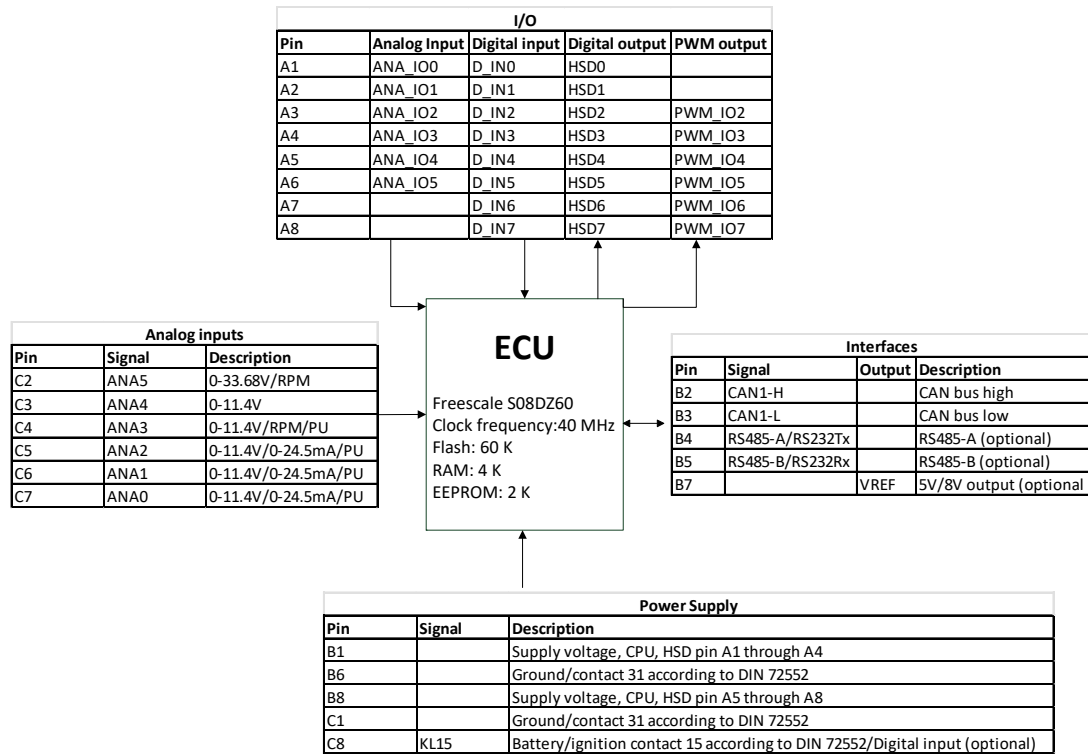 I/O
Pin Analog Input Digital input Digital output PWM output
A1 ANA_IO0 D_IN0 HSD0
A2 ANA_IO1 D_IN1 HSD1
A3 ANA_IO2 D_IN2 HSD2 PWM_IO2
A4 ANA_IO3 D_IN3 HSD3 PWM_IO3
A5 ANA_IO4 D_IN4 HSD4 PWM_IO4
A6 ANA_IO5 D_IN5 HSD5 PWM_IO5
A7 D_IN6 HSD6 PWM_IO6
A8 D_IN7 HSD7 PWM_IO7
Analog inputs
Pin Signal Description
C2 ANA5 0-33.68V/RPM
C3 ANA4 0-11.4V
C4 ANA3 0-11.4V/RPM/PU
C5 ANA2 0-11.4V/0-24.5mA/PU
C6 ANA1 0-11.4V/0-24.5mA/PU
C7 ANA0 0-11.4V/0-24.5mA/PU
ECU
Freescale S08DZ60
Clock frequency:40 MHz
Flash: 60 K
RAM: 4 K
EEPROM: 2 K
Interfaces
Pin Signal Output Description
B2 CAN1-H CAN bus high
B3 CAN1-L CAN bus low
B4 RS485-A/RS232Tx RS485-A (optional)
B5 RS485-B/RS232Rx RS485-B (optional)
B7 VREF 5V/8V output (optional
Power Supply
Pin Signal Description
B1 Supply voltage, CPU, HSD pin A1 through A4
B6 Ground/contact 31 according to DIN 72552
B8 Supply voltage, CPU, HSD pin A5 through A8
C1 Ground/contact 31 according to DIN 72552
C8 KL15 Battery/ignition contact 15 according to DIN 72552/Digital input (optional)